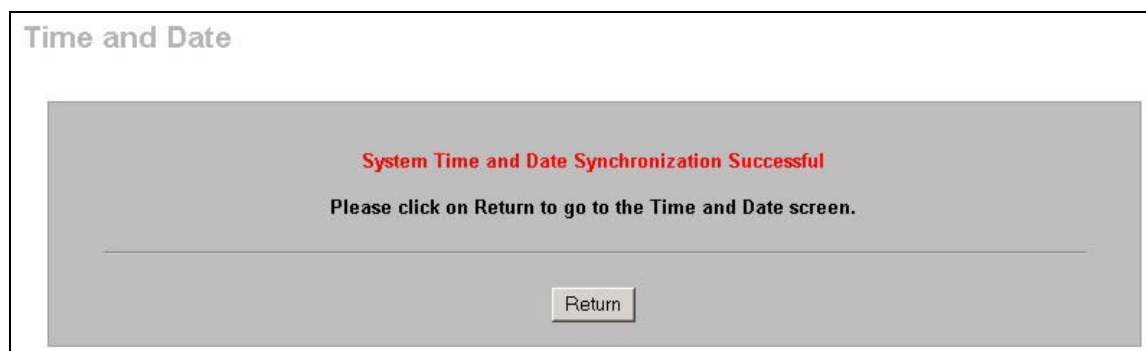 Time and Date
System Time and Date Synchronization Successful
Please click on Return to go to the Time and Date screen.
Return